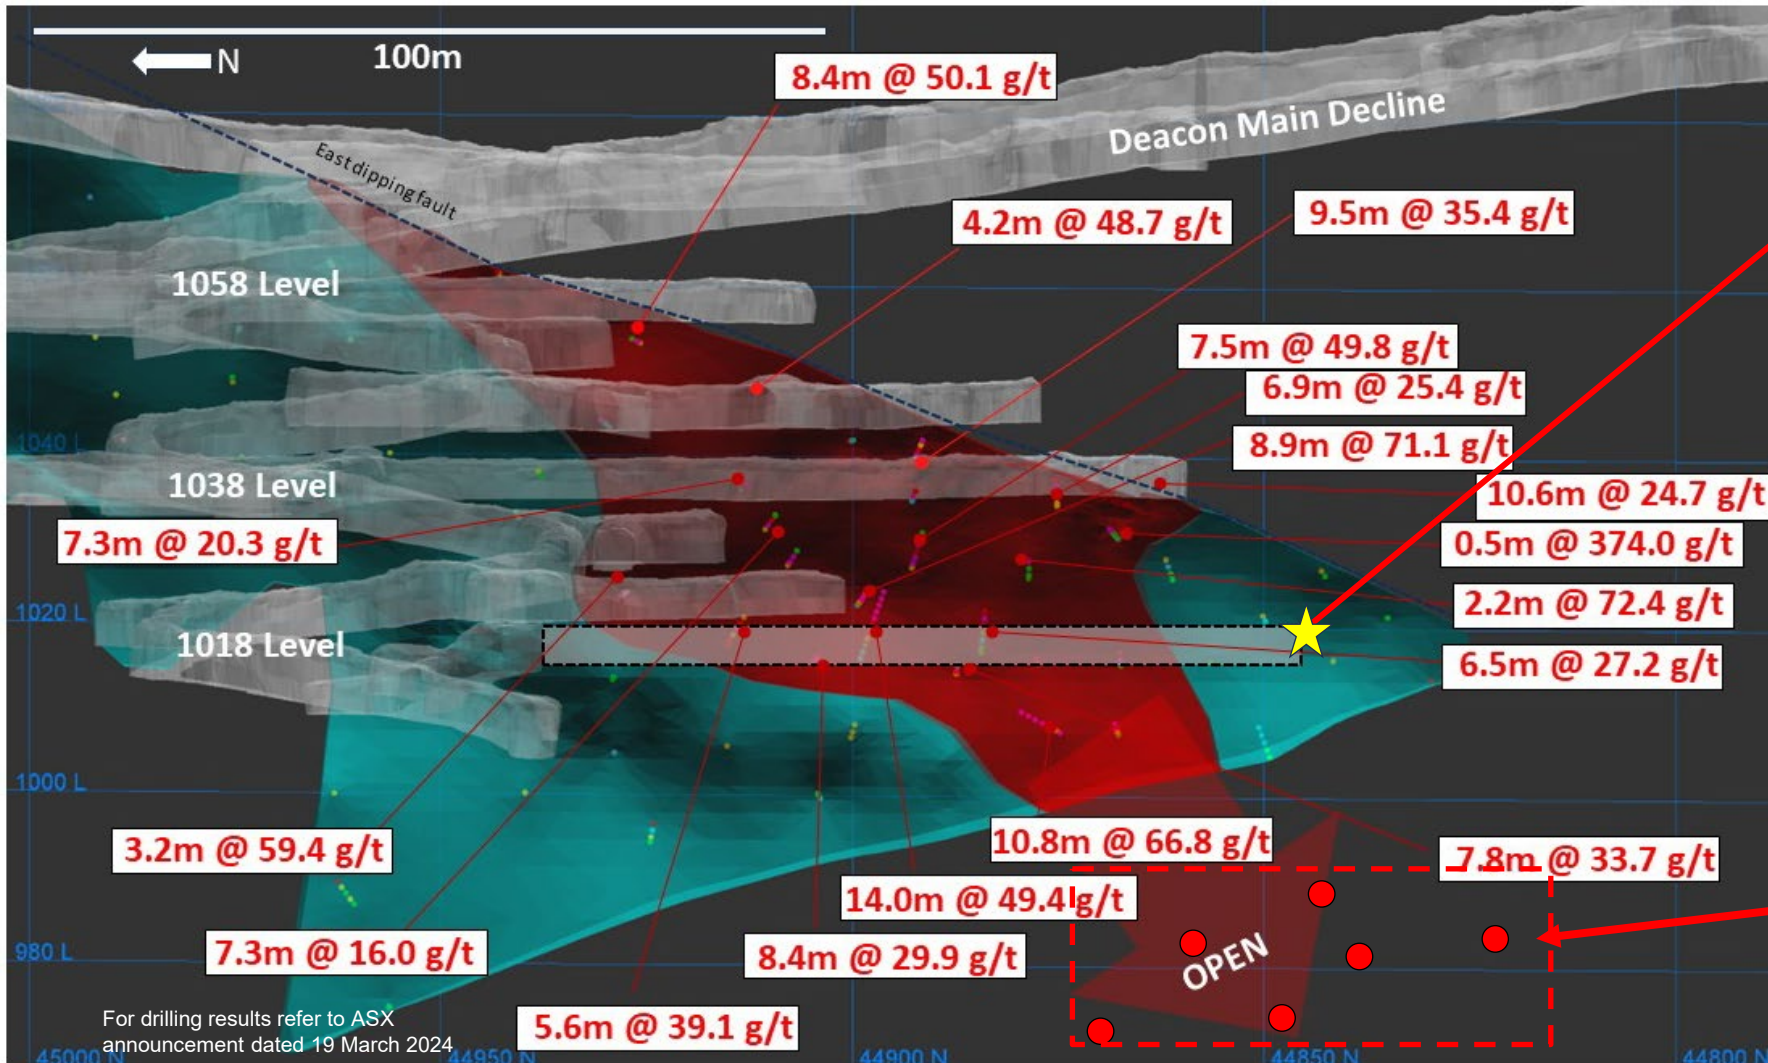 100m
N
8.4m @ 50.1 g/t
Deacon Main Decline
East dipping fault
4.2m @ 48.7 g/t
9.5m @ 35.4 g/t
1058 Level
7.5m @ 49.8 g/t
6.9m @ 25.4 g/t
1040 L
8.9m @ 71.1 g/t
1038 Level
10.6m @ 24.7 g/t
7.3m @ 20.3 g/t
0.5m @ 374.0 g/t
2.2m @ 72.4 g/t
1020 L
1018 Level
6.5m @ 27.2 g/t
1000 L
3.2m @ 59.4 g/t
10.8m @ 66.8 g/t
7.8m @ 33.7 g/t
14.0m @ 49.4 g/t
980 L
7.3m @ 16.0 g/t
8.4m @ 29.9 g/t
OPEN
5.6m @ 39.1 g/t
For drilling results refer to ASX
announcement dated 19 March 2024
45000 N
44950 N
44900 N
44850 N
44800 N